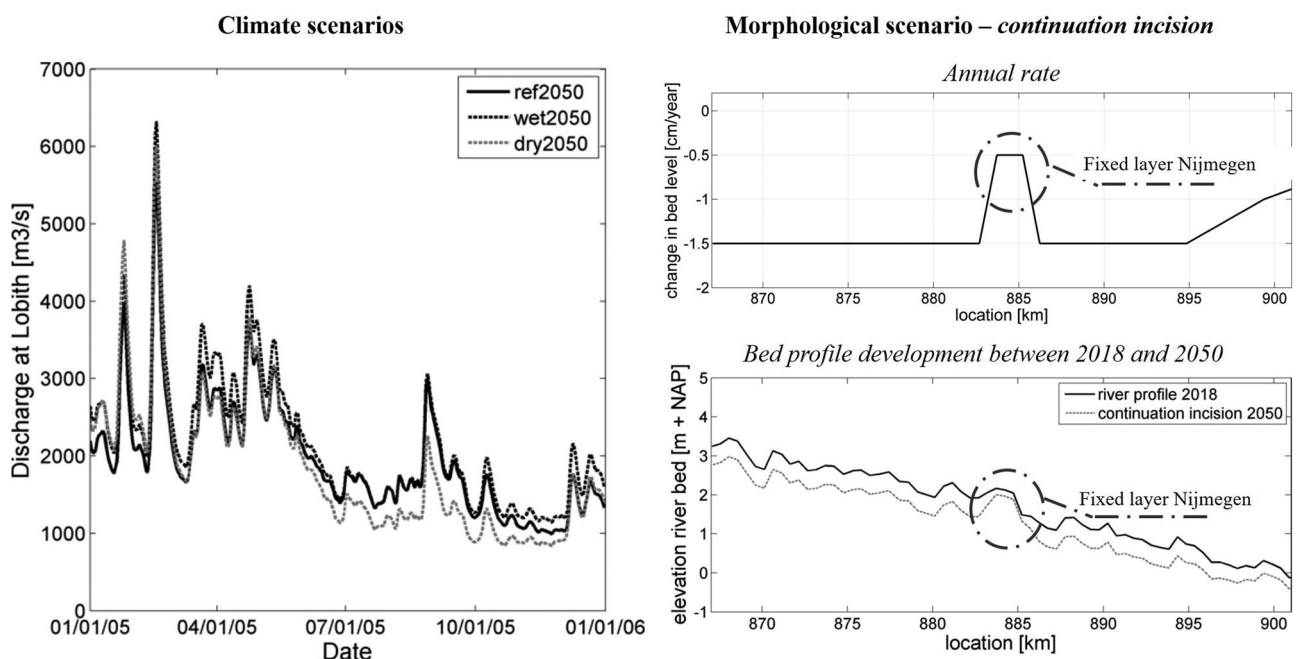 Climate scenarios
7000
6000
5000
4000
3000
2000
1000
0
Discharge at Lobith [m3/s]
ref2050
wet2050
dry2050
01/01/05
04/01/05
07/01/05
10/01/05
01/01/06
Date
Morphological scenario – continuation incision
Annual rate
0
-0.5
-1
-1.5
-2
change in bed level [cm/year]
Fixed layer Nijmegen
870
875
880
885
890
895
900
location [km]
Bed profile development between 2018 and 2050
5
4
3
2
1
0
-1
elevation river bed [m + NAP]
river profile 2018
continuation incision 2050
Fixed layer Nijmegen
870
875
880
885
890
895
900
location [km]